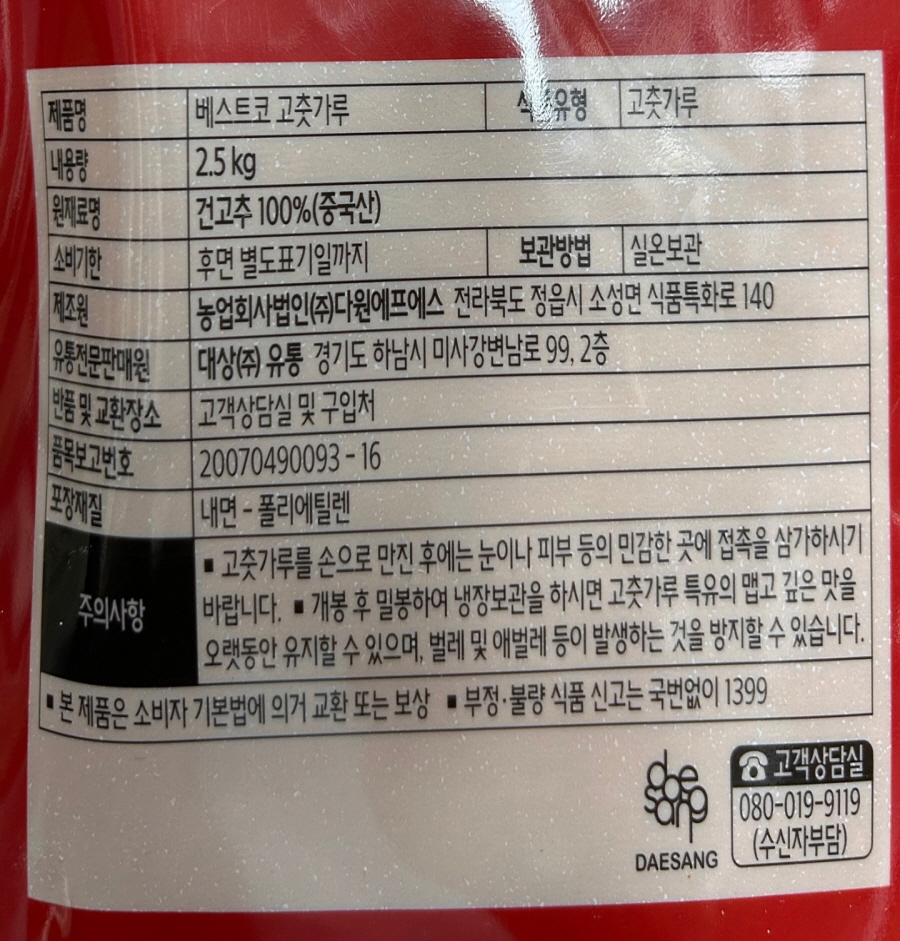 제품명 베스트코 고춧가루 유형 고춧가루
내용량 2.5 kg
원재료명 건고추 100%(중국산)
소비기한 후면 별도표기일까지 보관방법 실온보관
제조원 농업회사법인(주)다원에프에스 전라북도 정읍시 소성면 식품특화로 140
유통전문판매원 대상(주) 유통 경기도 하남시 미사강변남로 99, 2층
반품 및 교환장소 고객상담실 및 구입처
품목보고번호 20070490093 - 16
포장재질 내면 - 폴리에틸렌
주의사항
▪ 고춧가루를 손으로 만진 후에는 눈이나 피부 등의 민감한 곳에 접촉을 삼가하시기
바랍니다. ▪ 개봉 후 밀봉하여 냉장보관을 하시면 고춧가루 특유의 맵고 깊은 맛을
오랫동안 유지할 수 있으며, 벌레 및 애벌레 등이 발생하는 것을 방지할 수 있습니다.
▪ 본 제품은 소비자 기본법에 의거 교환 또는 보상 ▪ 부정·불량 식품 신고는 국번없이 1399
daesang
DAESANG
☎ 고객상담실
080-019-9119
(수신자부담)